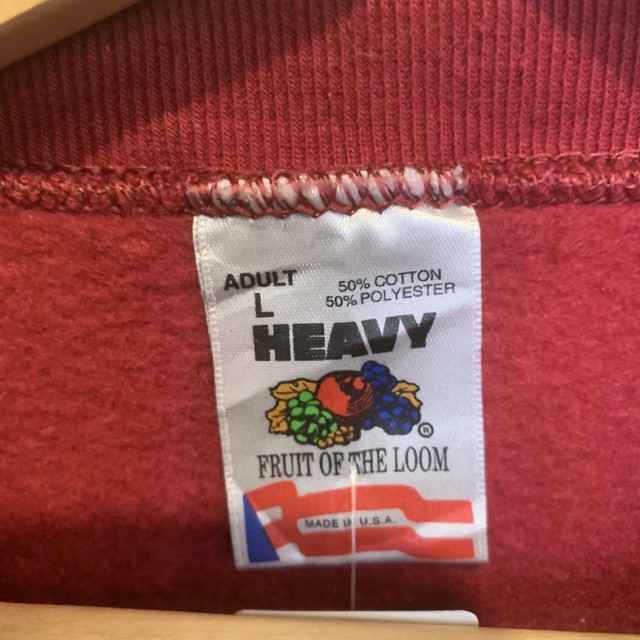 ADULT
L
50% COTTON
50% POLYESTER
HEAVY
®
FRUIT OF THE LOOM
MADE IN U.S.A.